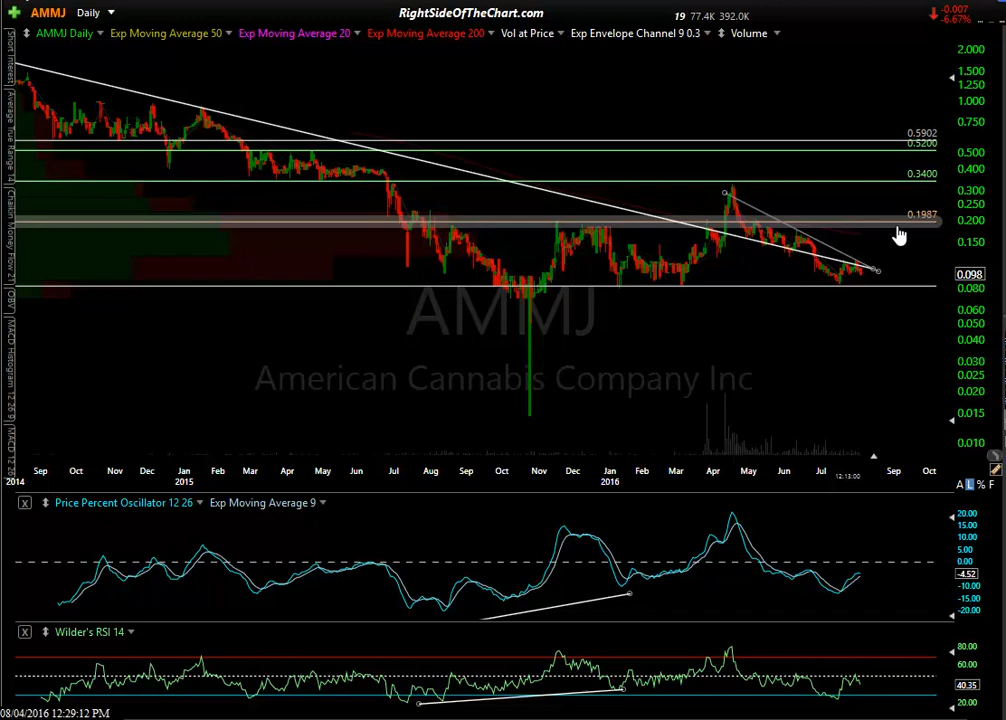 AMMJ Daily RightSideOfTheChart.com 19 77.4K 392.0K -0.007
-6.67%
AMMJ Daily Exp Moving Average 50 Exp Moving Average 20 Exp Moving Average 200 Vol at Price Exp Envelope Channel 9 0.3 Volume
Short Interest
Average True Range 14
Chaikin Money Flow 21
OBV
MACD Histogram 12 26 9
MACD 12 26
2.000
1.500
1.250
1.000
0.750
0.5902
0.5200
0.500
0.400
0.3400
0.300
0.250
0.1987
0.200
0.150
0.098
0.080
0.060
0.050
0.040
0.030
0.025
0.020
0.015
0.010
AMMJ
American Cannabis Company Inc
Sep Oct Nov Dec Jan Feb Mar Apr May Jun Jul Aug Sep Oct Nov Dec Jan Feb Mar Apr May Jun Jul 12:13:00 Sep Oct
2014 2015 2016
A L % F
X Price Percent Oscillator 12 26 Exp Moving Average 9
20.00
15.00
10.00
5.00
0.00
-4.52
-10.00
-15.00
-20.00
X Wilder's RSI 14
80.00
60.00
40.35
20.00
08/04/2016 12:29:12 PM